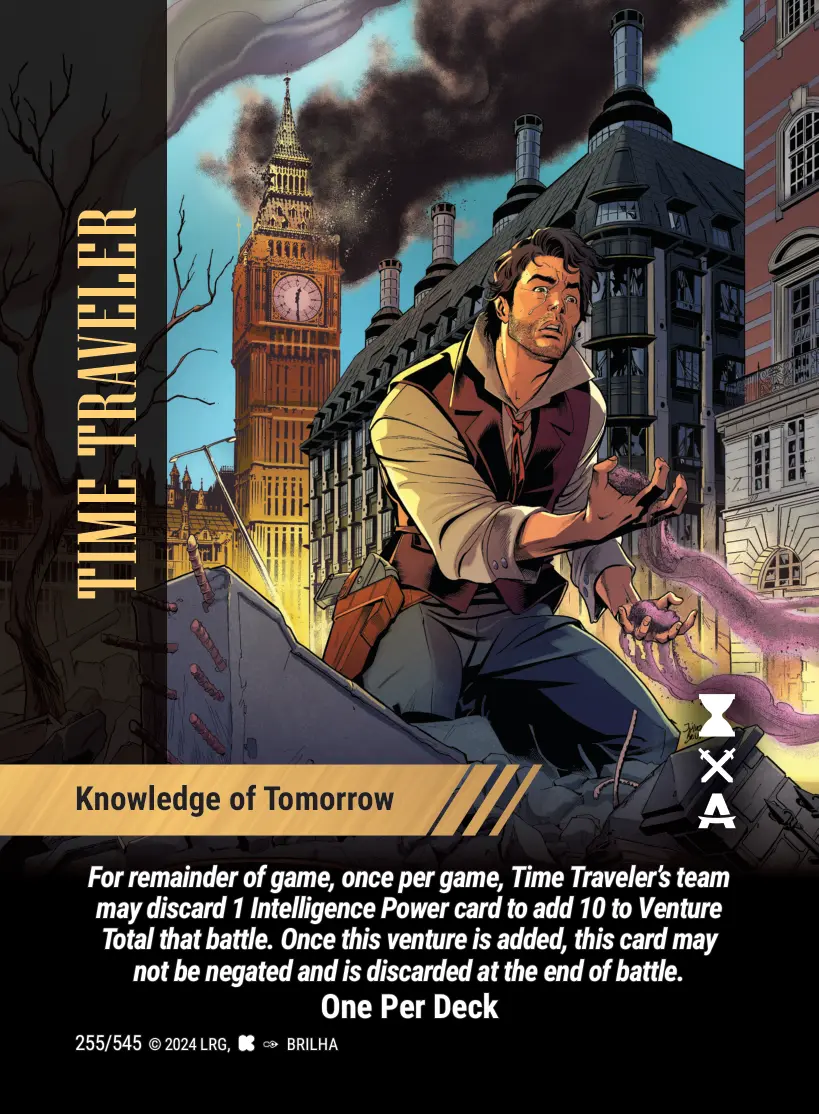 TIME TRAVELER
Knowledge of Tomorrow
For remainder of game, once per game, Time Traveler's team
may discard 1 Intelligence Power card to add 10 to Venture
Total that battle. Once this venture is added, this card may
not be negated and is discarded at the end of battle.
One Per Deck
255/545 © 2024 LRG, BRILHA